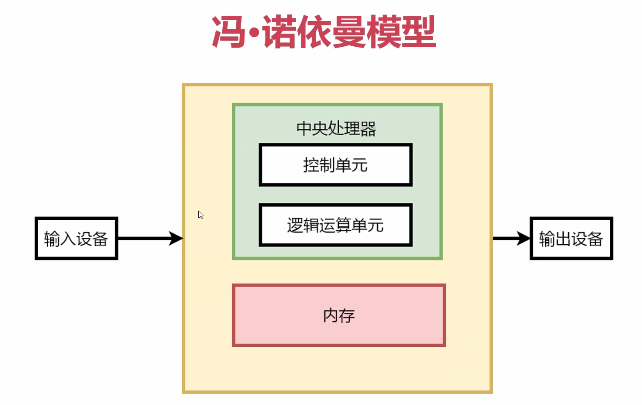 冯•诺依曼模型
中央处理器
控制单元
逻辑运算单元
输入设备
输出设备
内存